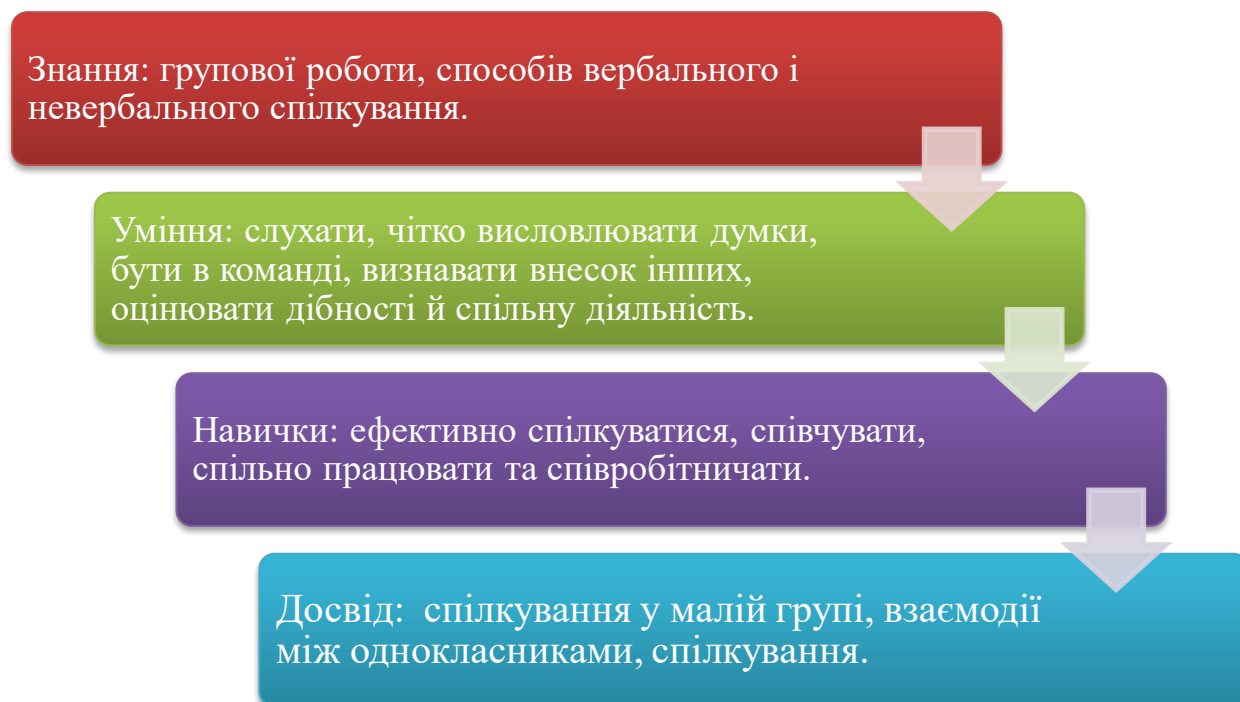 Знання: групової роботи, способів вербального і
невербального спілкування.
Уміння: слухати, чітко висловлювати думки,
бути в команді, визнавати внесок інших,
оцінювати дібності й спільну діяльність.
Навички: ефективно спілкуватися, співчувати,
спільно працювати та співробітничати.
Досвід: спілкування у малій групі, взаємодії
між однокласниками, спілкування.